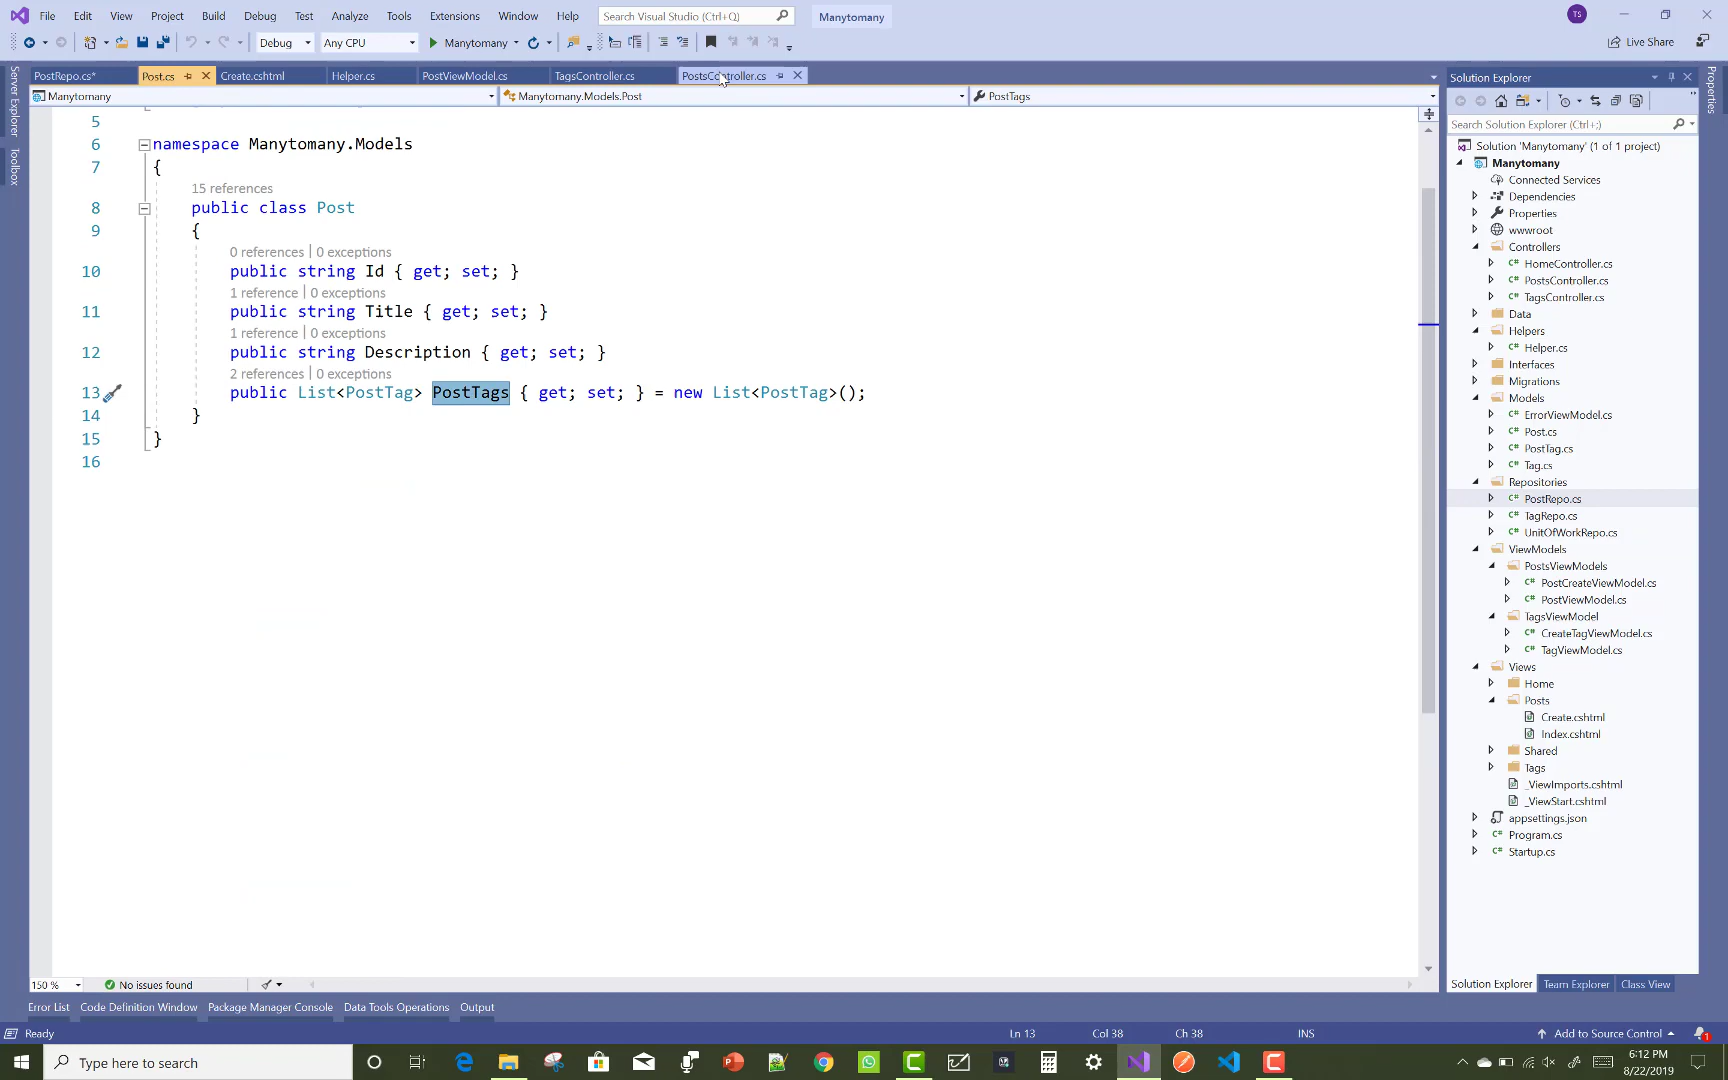 File Edit View Project Build Debug Test Analyze Tools Extensions Window Help Search Visual Studio (Ctrl+Q) Manytomany TS
Debug Any CPU Manytomany Live Share
PostRepo.cs* Post.cs Create.cshtml Helper.cs PostViewModel.cs TagsController.cs PostsController.cs
Manytomany Manytomany.Models.Post PostTags
Server Explorer
Toolbox
5
6 namespace Manytomany.Models
7 {
15 references
8 public class Post
9 {
0 references | 0 exceptions
10 public string Id { get; set; }
1 reference | 0 exceptions
11 public string Title { get; set; }
1 reference | 0 exceptions
12 public string Description { get; set; }
2 references | 0 exceptions
13 public List<PostTag> PostTags { get; set; } = new List<PostTag>();
14 }
15 }
16
150 % No issues found
Solution Explorer
Search Solution Explorer (Ctrl+;)
Solution 'Manytomany' (1 of 1 project)
Manytomany
Connected Services
Dependencies
Properties
wwwroot
Controllers
C# HomeController.cs
C# PostsController.cs
C# TagsController.cs
Data
Helpers
C# Helper.cs
Interfaces
Migrations
Models
C# ErrorViewModel.cs
C# Post.cs
C# PostTag.cs
C# Tag.cs
Repositories
C# PostRepo.cs
C# TagRepo.cs
C# UnitOfWorkRepo.cs
ViewModels
PostsViewModels
C# PostCreateViewModel.cs
C# PostViewModel.cs
TagsViewModel
C# CreateTagViewModel.cs
C# TagViewModel.cs
Views
Home
Posts
Create.cshtml
Index.cshtml
Shared
Tags
_ViewImports.cshtml
_ViewStart.cshtml
appsettings.json
C# Program.cs
C# Startup.cs
Solution Explorer Team Explorer Class View
Properties
Error List Code Definition Window Package Manager Console Data Tools Operations Output
Ready Ln 13 Col 38 Ch 38 INS Add to Source Control 1
Type here to search 6:12 PM
8/22/2019